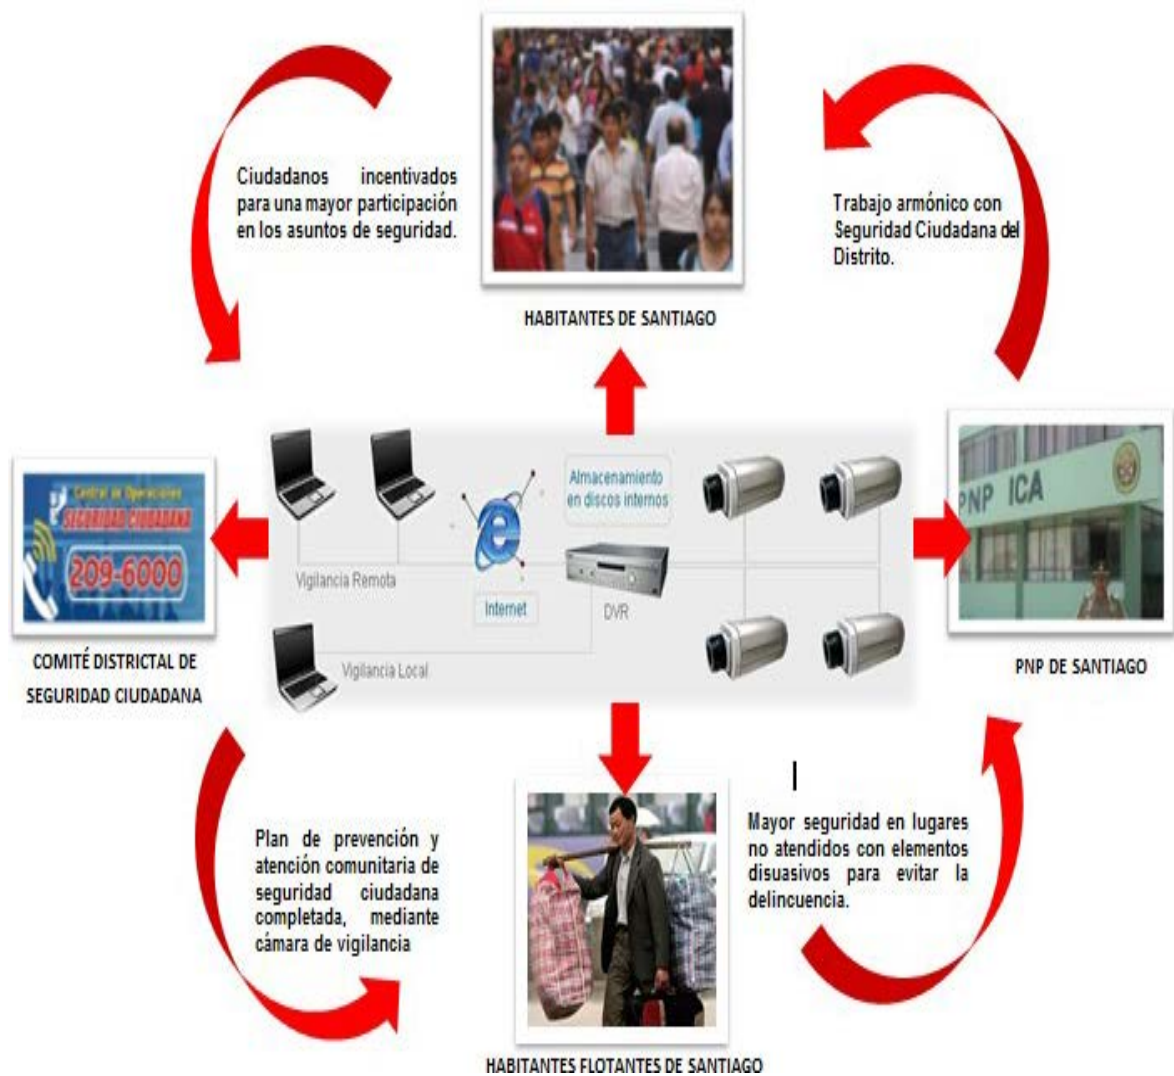 Ciudadanos incentivados
para una mayor participación
en los asuntos de seguridad.
Trabajo armónico con
Seguridad Ciudadana del
Distrito.
HABITANTES DE SANTIAGO
Central de Operaciones
SEGURIDAD CIUDADANA
209-6000
COMITÉ DISTRICTAL DE
SEGURIDAD CIUDADANA
Almacenamiento
en discos internos
Vigilancia Remota
Internet
DVR
Vigilancia Local
PNP ICA
PNP DE SANTIAGO
Plan de prevención y
atención comunitaria de
seguridad ciudadana
completada, mediante
cámara de vigilancia
Mayor seguridad en lugares
no atendidos con elementos
disuasivos para evitar la
delincuencia.
HABITANTES FLOTANTES DE SANTIAGO